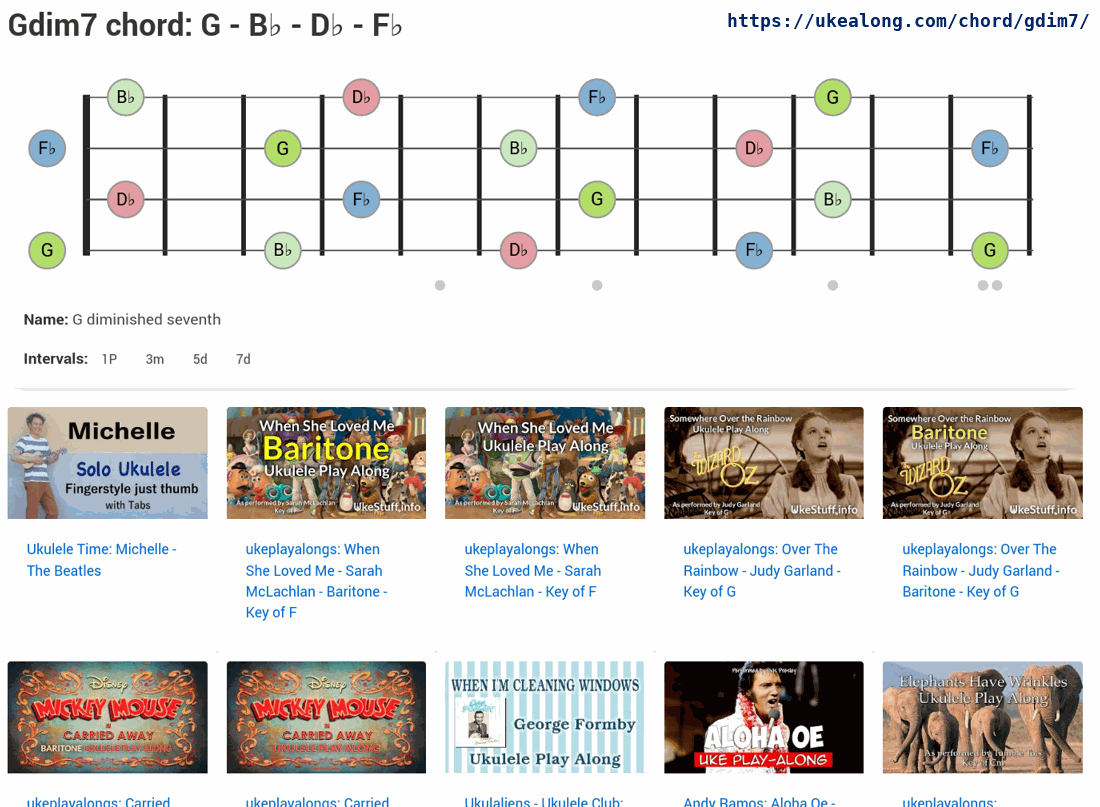 Gdim7 chord: G - B♭ - D♭ - F♭
https://ukealong.com/chord/gdim7/
B♭ D♭ F♭ G
F♭ G B♭ D♭ F♭
D♭ F♭ G B♭
G B♭ D♭ F♭ G
Name: G diminished seventh
Intervals: 1P 3m 5d 7d
Michelle
Solo Ukulele
Fingerstyle just thumb
with Tabs
When She Loved Me
Baritone
Ukulele Play Along
As performed by Sarah McLachlan
Key of F
UkeStuff.info
When She Loved Me
Ukulele Play Along
As performed by Sarah McLachlan
Key of F
UkeStuff.info
Somewhere Over the Rainbow
Ukulele Play Along
The
WIZARD
OF
OZ
As performed by Judy Garland
Key of G
UkeStuff.info
Somewhere Over the Rainbow
Baritone
Ukulele Play Along
The
WIZARD
OF
OZ
As performed by Judy Garland
Key of G
UkeStuff.info
Ukulele Time: Michelle -
The Beatles
ukeplayalongs: When
She Loved Me - Sarah
McLachlan - Baritone -
Key of F
ukeplayalongs: When
She Loved Me - Sarah
McLachlan - Key of F
ukeplayalongs: Over The
Rainbow - Judy Garland -
Key of G
ukeplayalongs: Over The
Rainbow - Judy Garland -
Baritone - Key of G
Disney
MICKEY MOUSE
IN
CARRIED AWAY
BARITONE UKULELE PLAY ALONG
Disney
MICKEY MOUSE
IN
CARRIED AWAY
UKULELE PLAY ALONG
WHEN I'M CLEANING WINDOWS
George Formby
Ukulele Play Along
Performed by Elvis Presley
ALOHA OE
UKE PLAY-ALONG
Elephants Have Wrinkles
Ukulele Play Along
As performed by Tumble Tots
Key of Cm
ukeplayalongs: Carried
ukeplayalongs: Carried
Ukulaliens - Ukulele Club:
Andy Ramos: Aloha Oe -
ukeplayalongs: